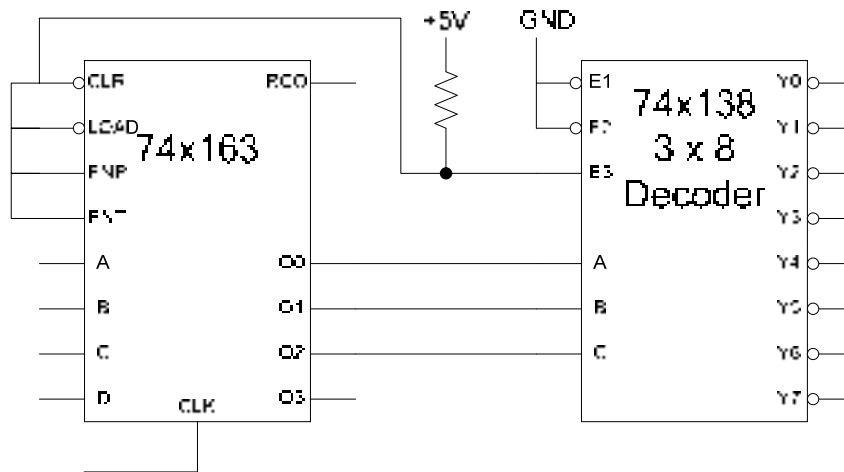 +5V
GND
CLR
RCO
LOAD
74x163
ENP
ENT
A
B
C
D
CLK
Q0
Q1
Q2
Q3
E1
E2
E3
74x138
3 x 8
Decoder
A
B
C
Y0
Y1
Y2
Y3
Y4
Y5
Y6
Y7